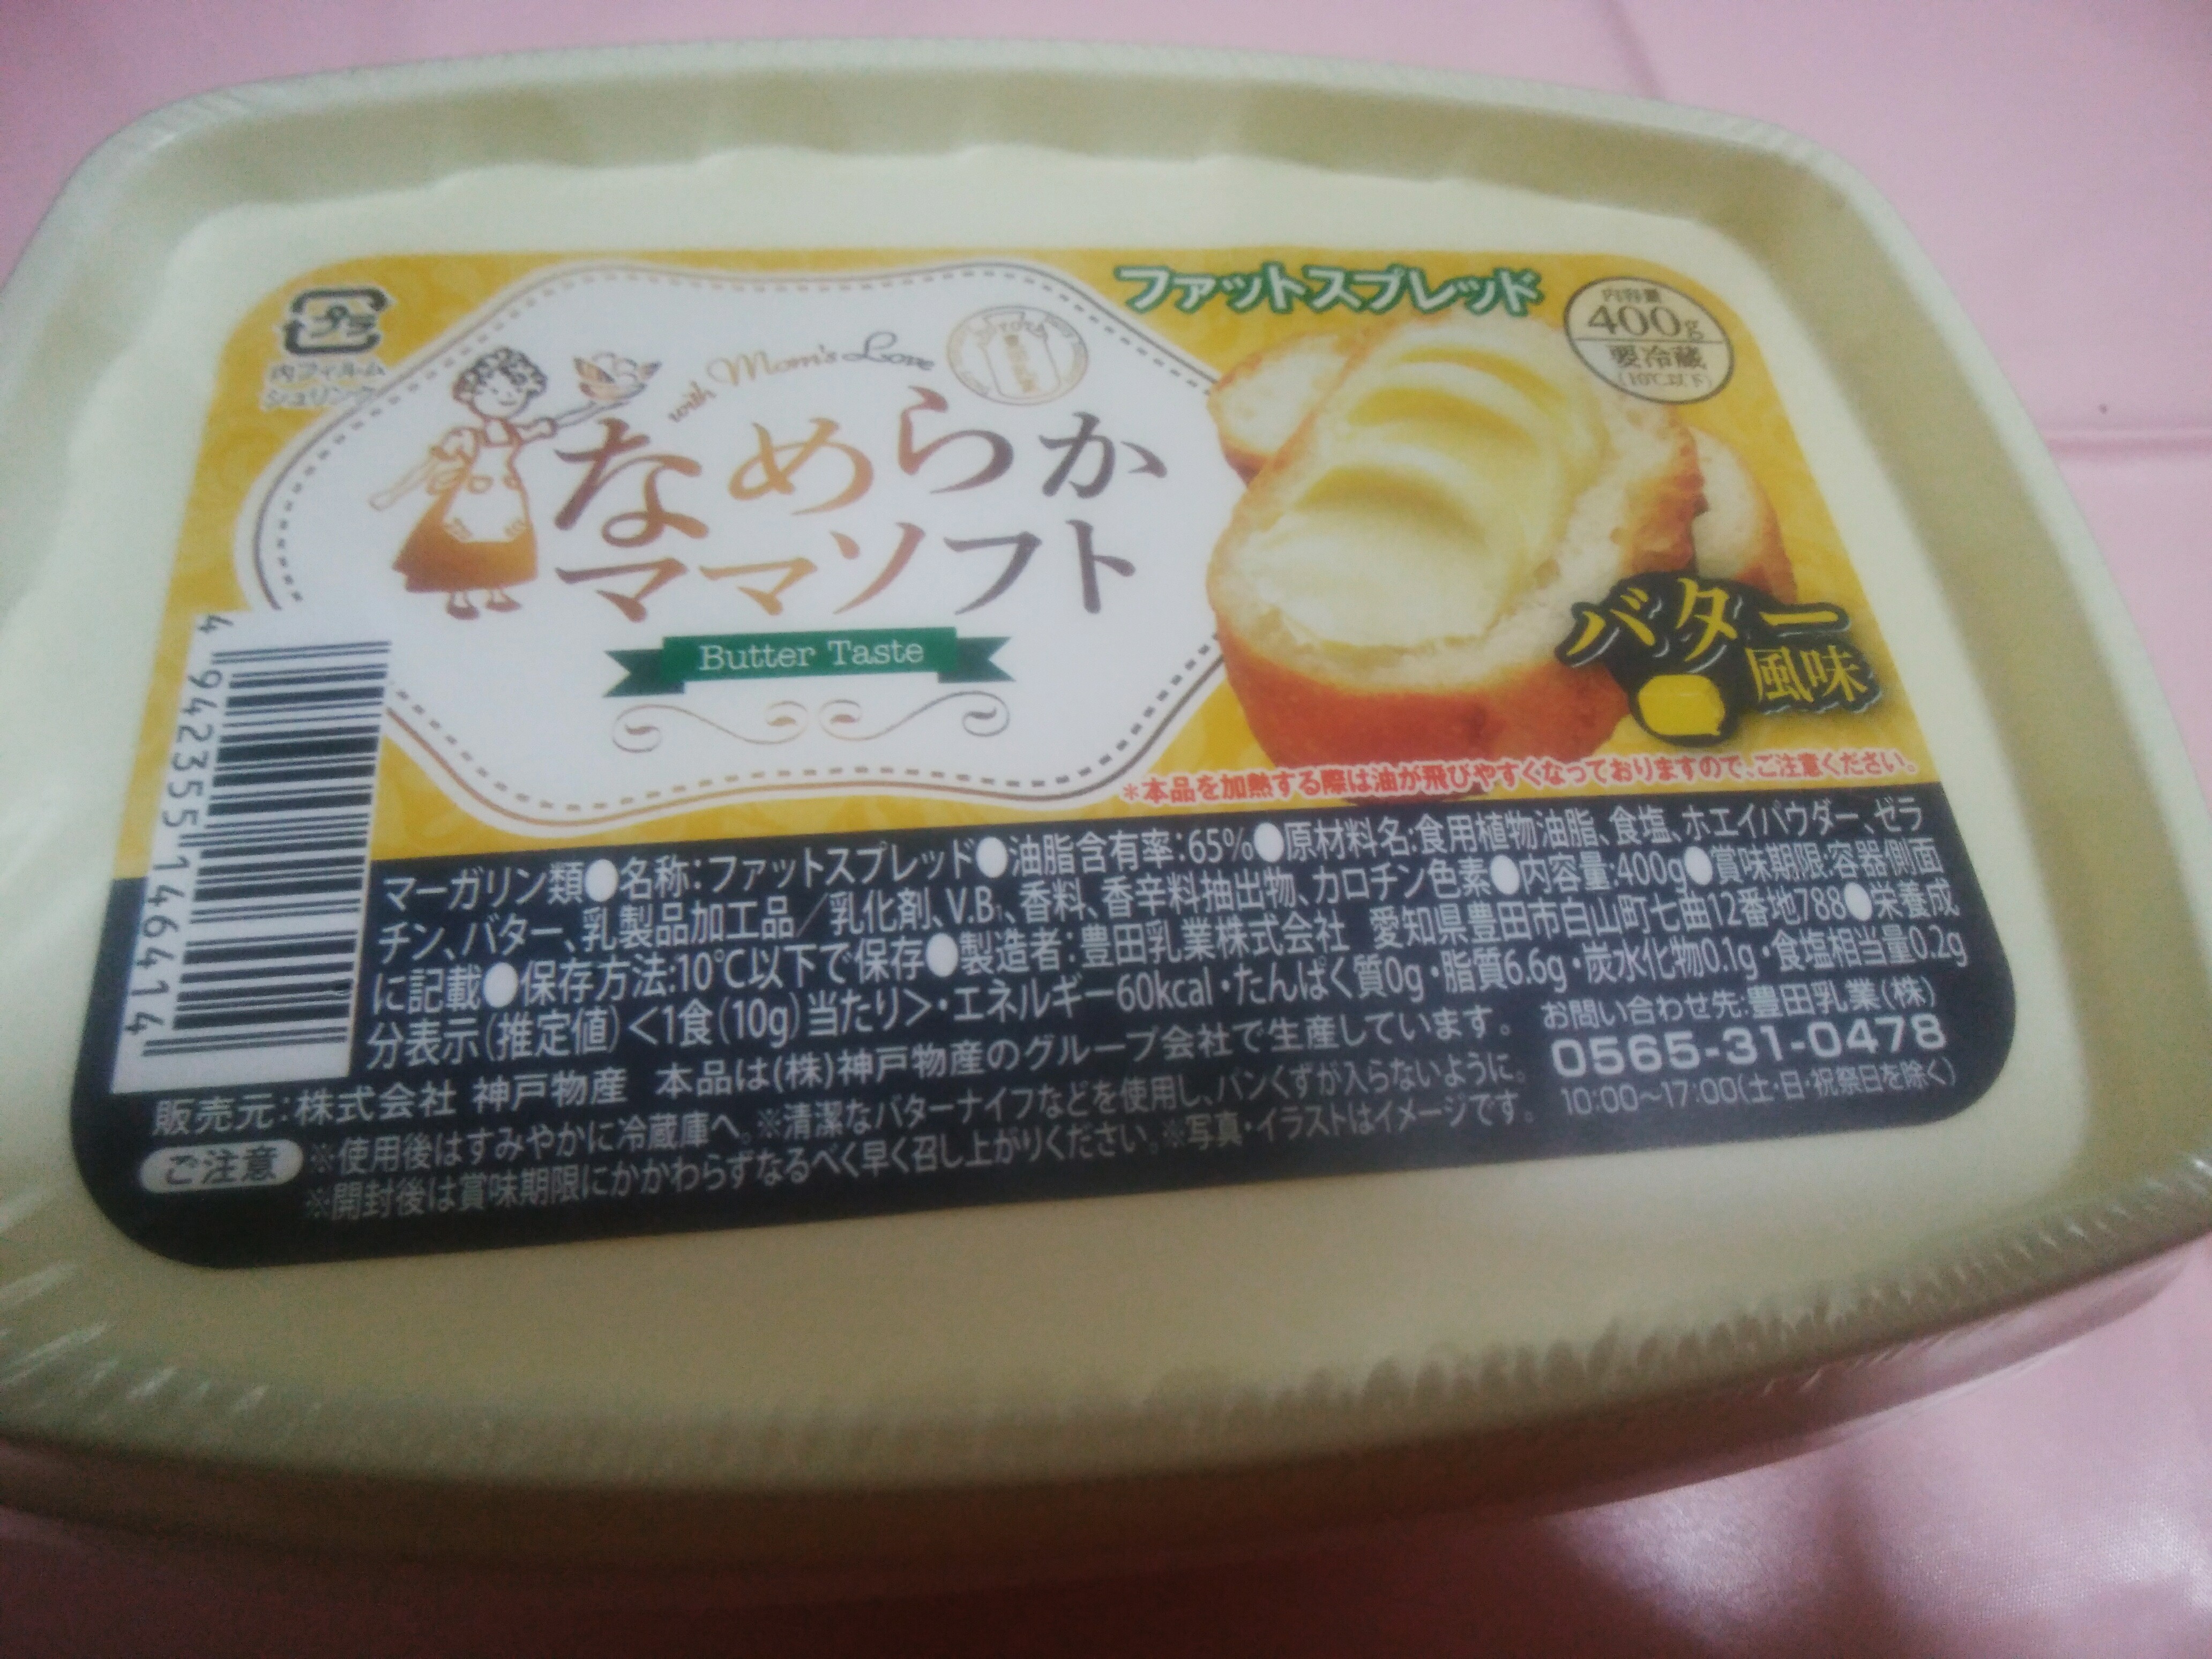 プラ
内フィルム
シュリンク
with Mom's Love
なめらか
ママソフト
Butter Taste
ファットスプレッド
内容量
400g
要冷蔵
(10℃以下)
バター
風味
*本品を加熱する際は油が飛びやすくなっておりますので、ご注意ください。
4 942355 146414
マーガリン類●名称:ファットスプレッド●油脂含有率:65%●原材料名:食用植物油脂、食塩、ホエイパウダー、ゼラ
チン、バター、乳製品加工品/乳化剤、V.B₁、香料、香辛料抽出物、カロチン色素●内容量:400g●賞味期限:容器側面
に記載●保存方法:10℃以下で保存●製造者:豊田乳業株式会社 愛知県豊田市白山町七曲12番地788●栄養成
分表示(推定値)<1食(10g)当たり>・エネルギー60kcal・たんぱく質0g・脂質6.6g・炭水化物0.1g・食塩相当量0.2g
販売元:株式会社 神戸物産 本品は(株)神戸物産のグループ会社で生産しています。
ご注意
※使用後はすみやかに冷蔵庫へ。※清潔なバターナイフなどを使用し、パンくずが入らないように。
※開封後は賞味期限にかかわらずなるべく早く召し上がりください。※写真・イラストはイメージです。
お問い合わせ先:豊田乳業(株)
0565-31-0478
10:00〜17:00(土・日・祝祭日を除く)